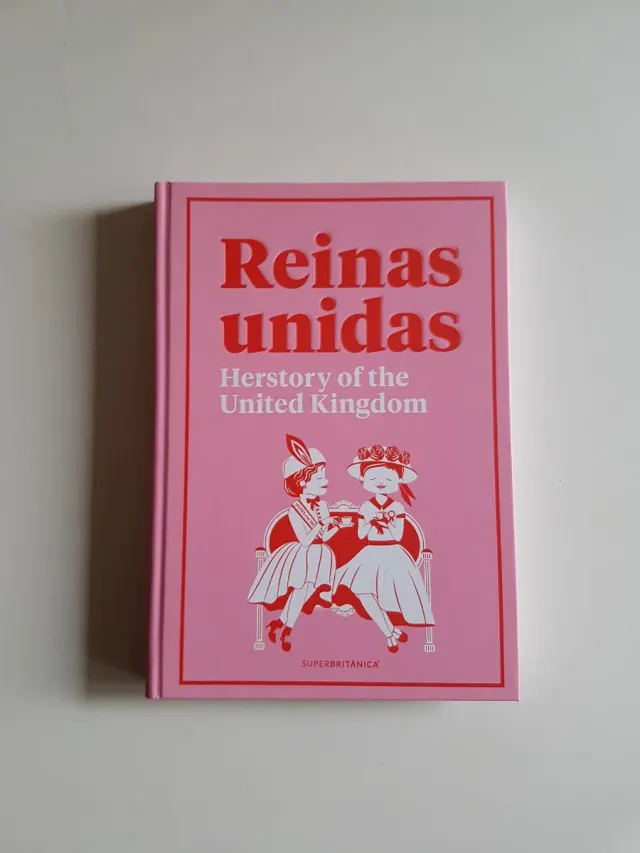 Reinas
unidas
Herstory of the
United Kingdom
SUPERBRITÁNICA